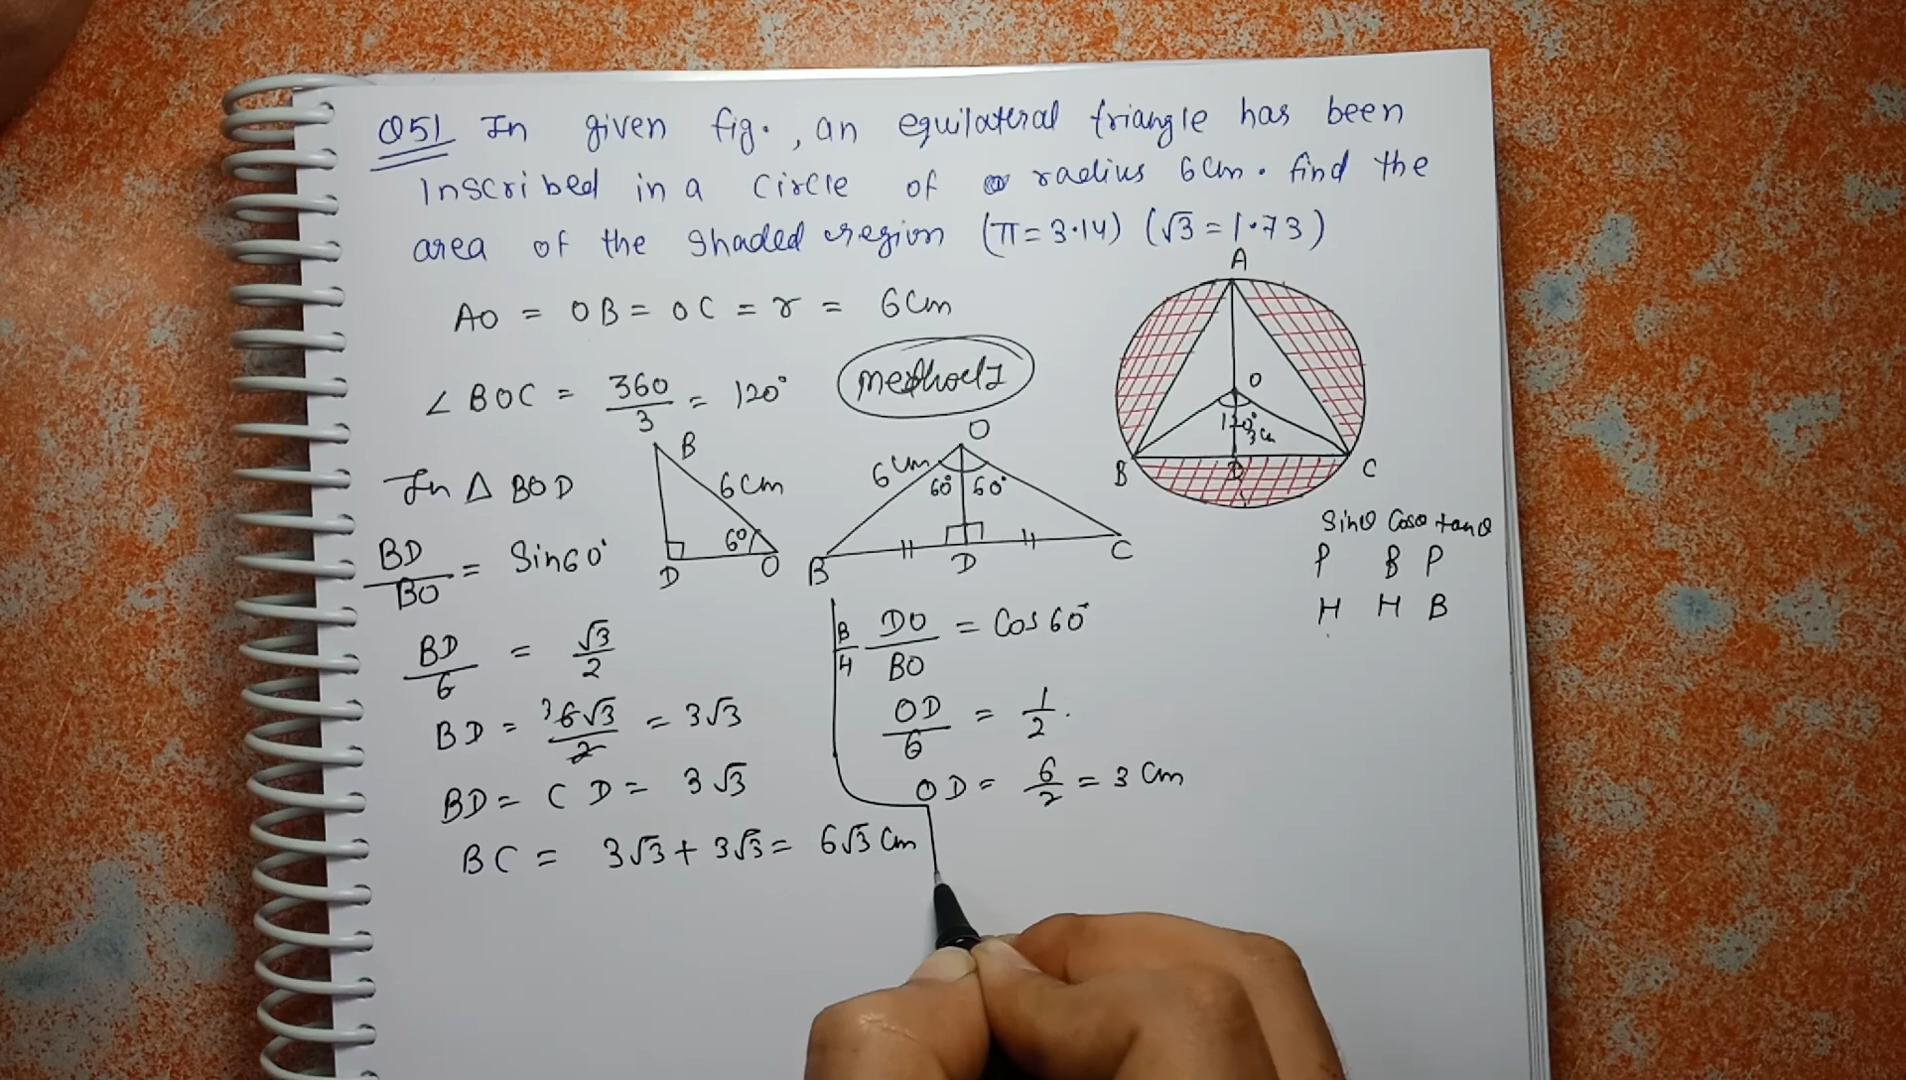 Q51 In given fig., an equilateral triangle has been
Inscribed in a circle of radius 6cm. find the
area of the shaded region (π=3.14) (√3=1.73)
AO = OB = OC = r = 6cm
∠BOC = 360/3 = 120°
method 1
A
O
120°
3cm
B
D
C
In △ BOD
B
6cm
60
D
O
O
6cm
60° 60°
B
D
C
Sinθ Cosθ tanθ
P B P
H H B
BD/BO = Sin60°
BD/6 = √3/2
BD = 3 6√3/2 = 3√3
BD = CD = 3√3
BC = 3√3 + 3√3 = 6√3 cm
B/H DO/BO = Cos60°
OD/6 = 1/2.
OD = 6/2 = 3 cm